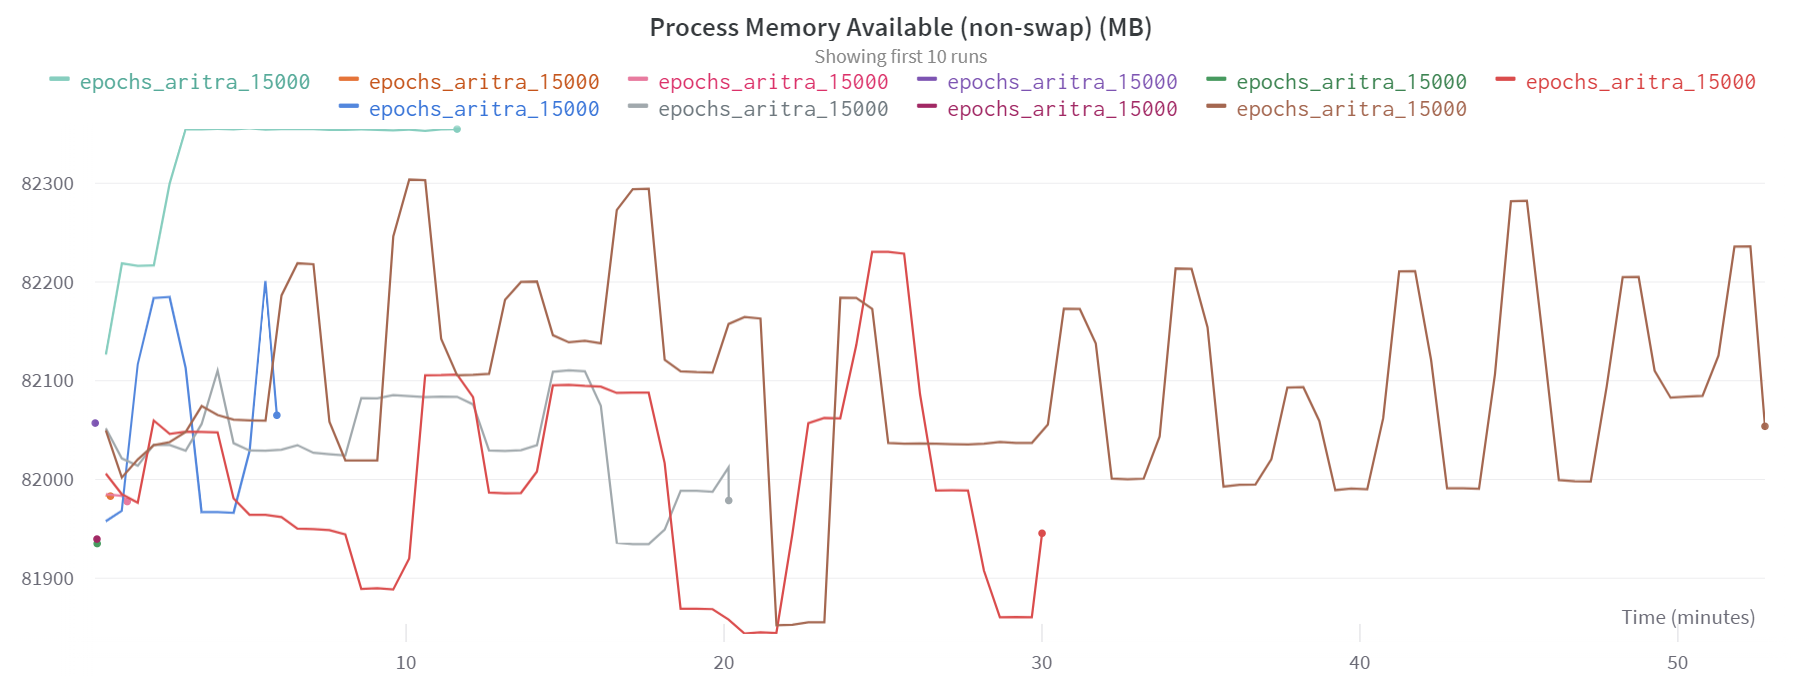 Process Memory Available (non-swap) (MB)
Showing first 10 runs
epochs_aritra_15000 epochs_aritra_15000 epochs_aritra_15000 epochs_aritra_15000 epochs_aritra_15000 epochs_aritra_15000
epochs_aritra_15000 epochs_aritra_15000 epochs_aritra_15000 epochs_aritra_15000
82300
82200
82100
82000
81900
Time (minutes)
10 20 30 40 50